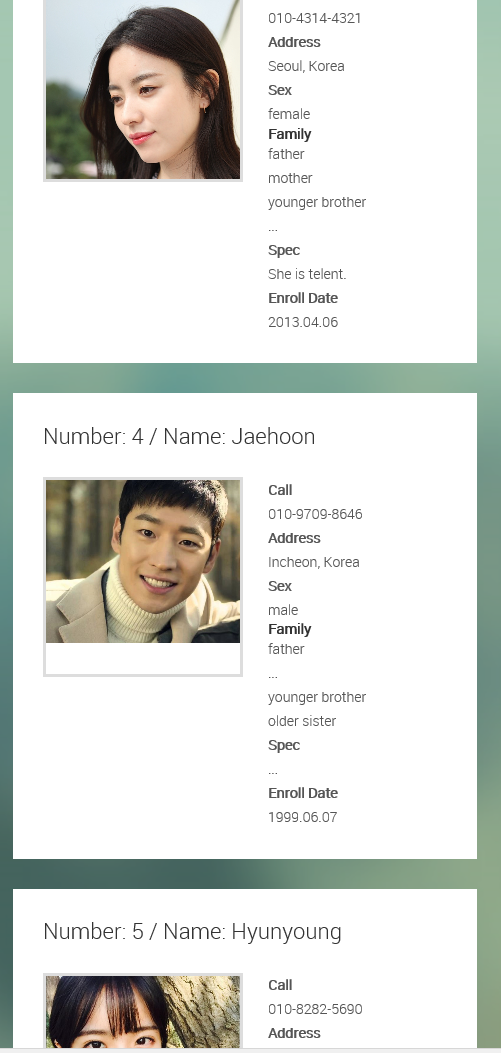 010-4314-4321
Address
Seoul, Korea
Sex
female
Family
father
mother
younger brother
...
Spec
She is telent.
Enroll Date
2013.04.06
Number: 4 / Name: Jaehoon
Call
010-9709-8646
Address
Incheon, Korea
Sex
male
Family
father
...
younger brother
older sister
Spec
...
Enroll Date
1999.06.07
Number: 5 / Name: Hyunyoung
Call
010-8282-5690
Address